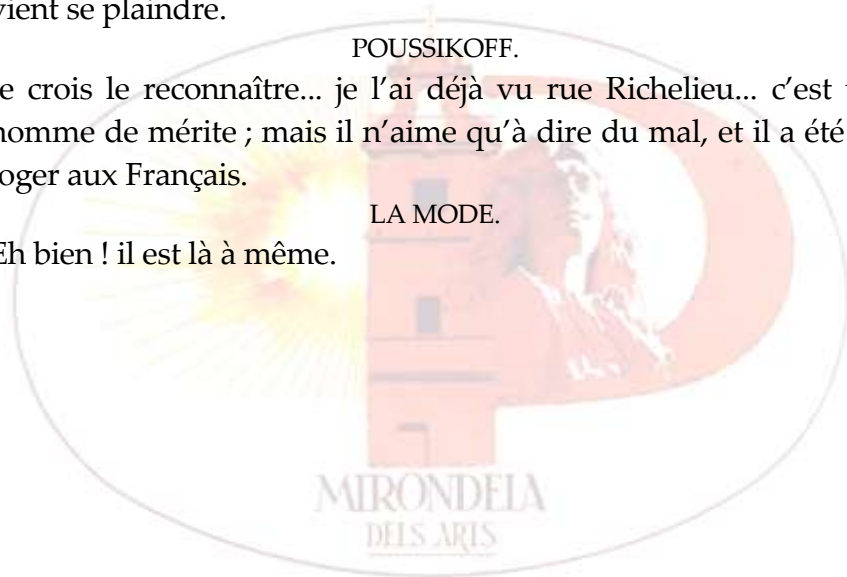 vient se plaindre.
POUSSIKOFF.
e crois le reconnaître... je l'ai déjà vu rue Richelieu... c'est
homme de mérite ; mais il n'aime qu'à dire du mal, et il a été
oger aux Français.
LA MODE.
Eh bien ! il est là à même.
MIRONDELA
DELS ARTS